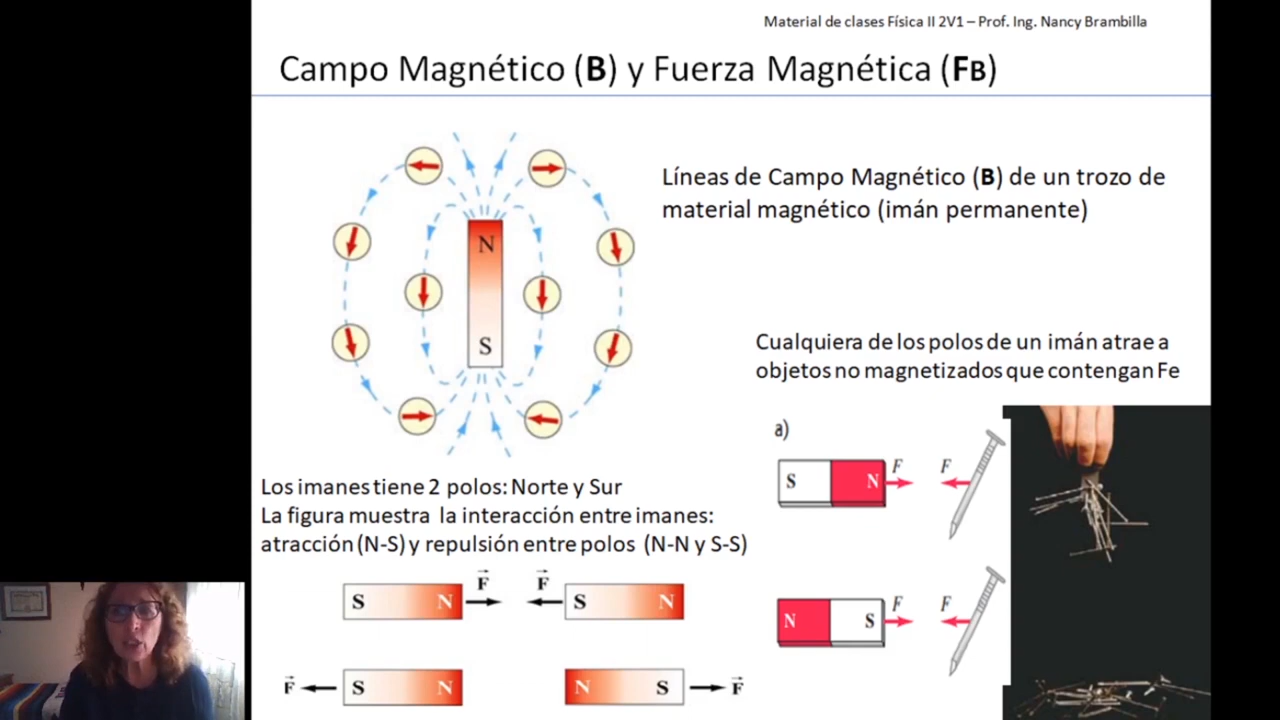 Material de clases Física II 2V1 – Prof. Ing. Nancy Brambilla
Campo Magnético (B) y Fuerza Magnética (FB)
N
S
Líneas de Campo Magnético (B) de un trozo de
material magnético (imán permanente)
Cualquiera de los polos de un imán atrae a
objetos no magnetizados que contengan Fe
a)
S N F F
N S F F
Los imanes tiene 2 polos: Norte y Sur
La figura muestra la interacción entre imanes:
atracción (N-S) y repulsión entre polos (N-N y S-S)
S N F F S N
F S N N S F